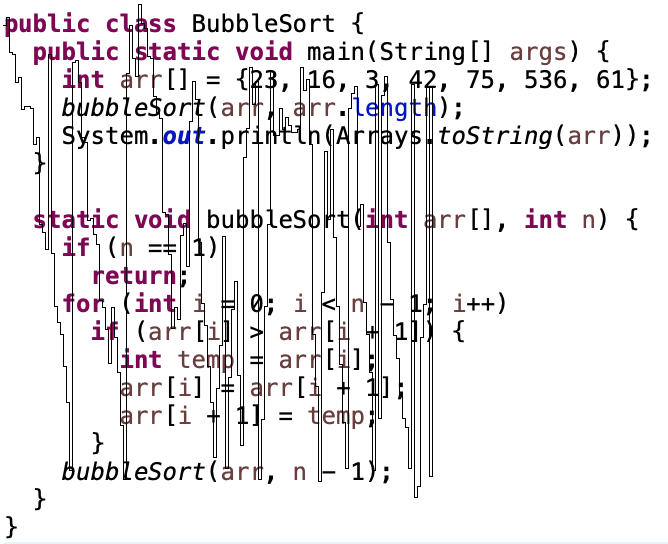 public class BubbleSort {
public static void main(String[] args) {
int arr[] = {23, 16, 3, 42, 75, 536, 61};
bubbleSort(arr, arr.length);
System.out.println(Arrays.toString(arr));
}
static void bubbleSort(int arr[], int n) {
if (n == 1)
return;
for (int i = 0; i < n - 1; i++)
if (arr[i] > arr[i + 1]) {
int temp = arr[i];
arr[i] = arr[i + 1];
arr[i + 1] = temp;
}
bubbleSort(arr, n - 1);
}
}